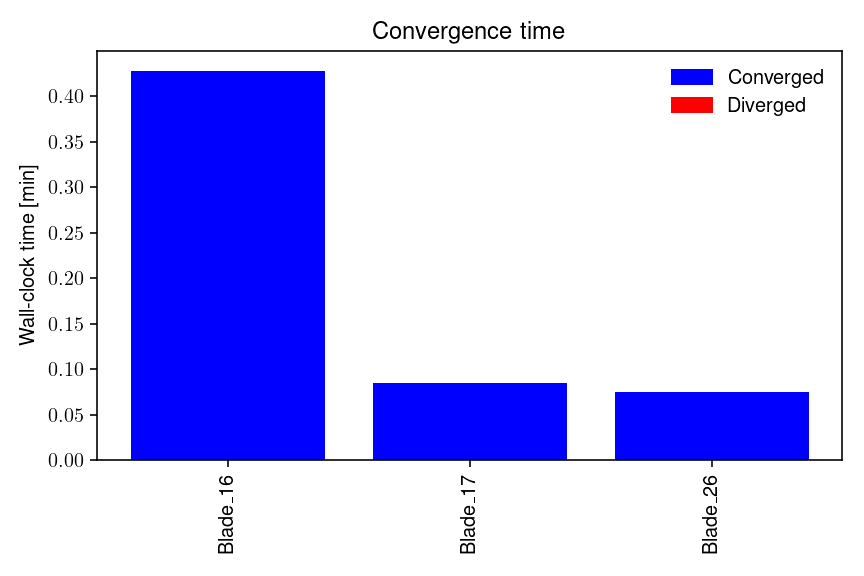 Convergence time
Converged
Diverged
Wall-clock time [min]
0.40
0.35
0.30
0.25
0.20
0.15
0.10
0.05
0.00
Blade_16
Blade_17
Blade_26